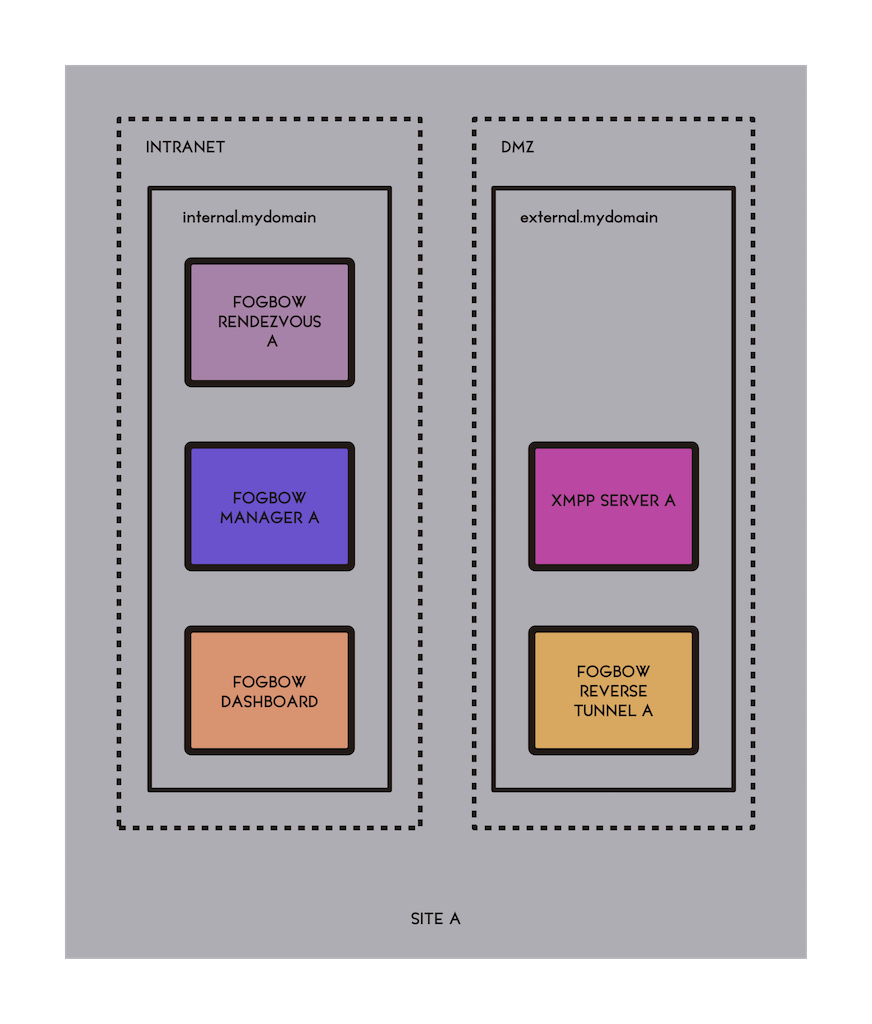 INTRANET
internal.mydomain
FOGBOW
RENDEZVOUS
A
FOGBOW
MANAGER A
FOGBOW
DASHBOARD
DMZ
external.mydomain
XMPP SERVER A
FOGBOW
REVERSE
TUNNEL A
SITE A